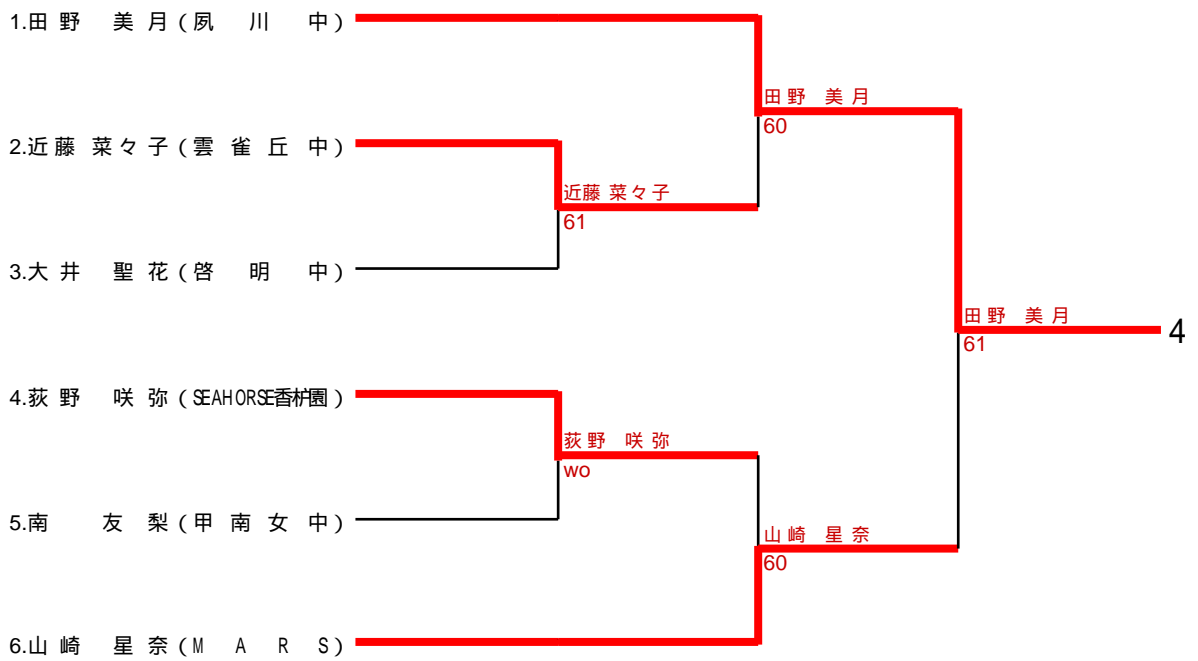 1.田野 美月(夙川中)
田野 美月
60
2.近藤 菜々子(雲雀丘中)
近藤 菜々子
61
3.大井 聖花(啓明中)
田野 美月
61
4
4.荻野 咲弥(SEAHORSE香枦園)
荻野 咲弥
wo
5.南 友梨(甲南女中)
山崎 星奈
60
6.山崎 星奈(MARS)